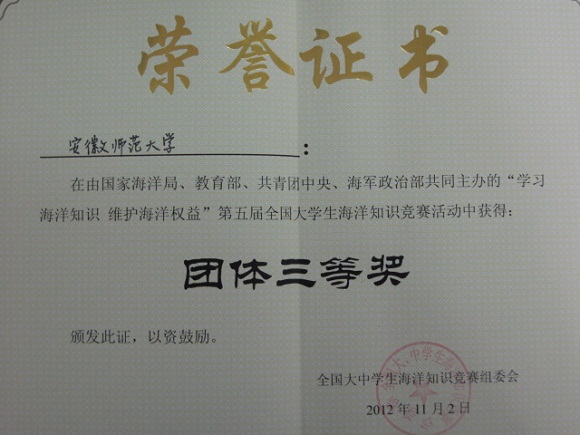 荣誉证书
安徽师范大学：
在由国家海洋局、教育部、共青团中央、海军政治部共同主办的“学习
海洋知识 维护海洋权益”第五届全国大学生海洋知识竞赛活动中获得：
团体三等奖
颁发此证，以资鼓励。
全国大中学生海洋知识竞赛组委会
2012年11月2日